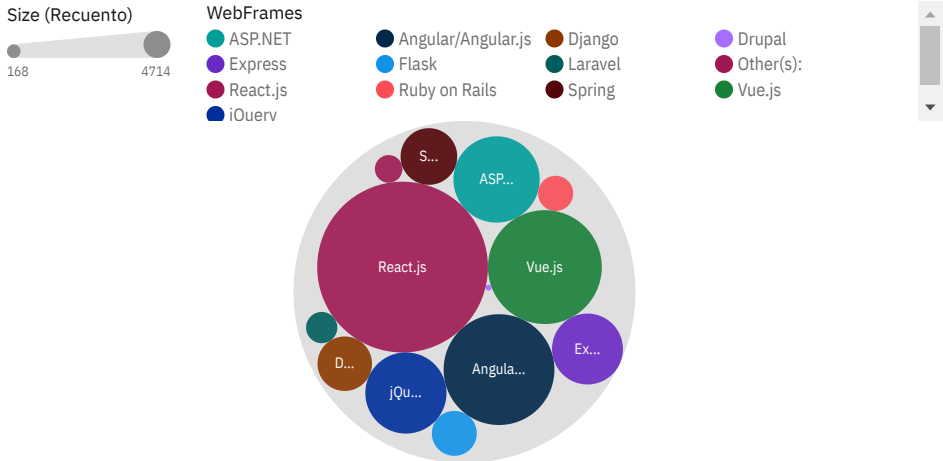 Size (Recuento)
168 4714
WebFrames
ASP.NET Angular/Angular.js Django Drupal
Express Flask Laravel Other(s):
React.js Ruby on Rails Spring Vue.js
jQuery
S...
ASP...
React.js
Vue.js
Ex...
D...
Angula...
jQu...